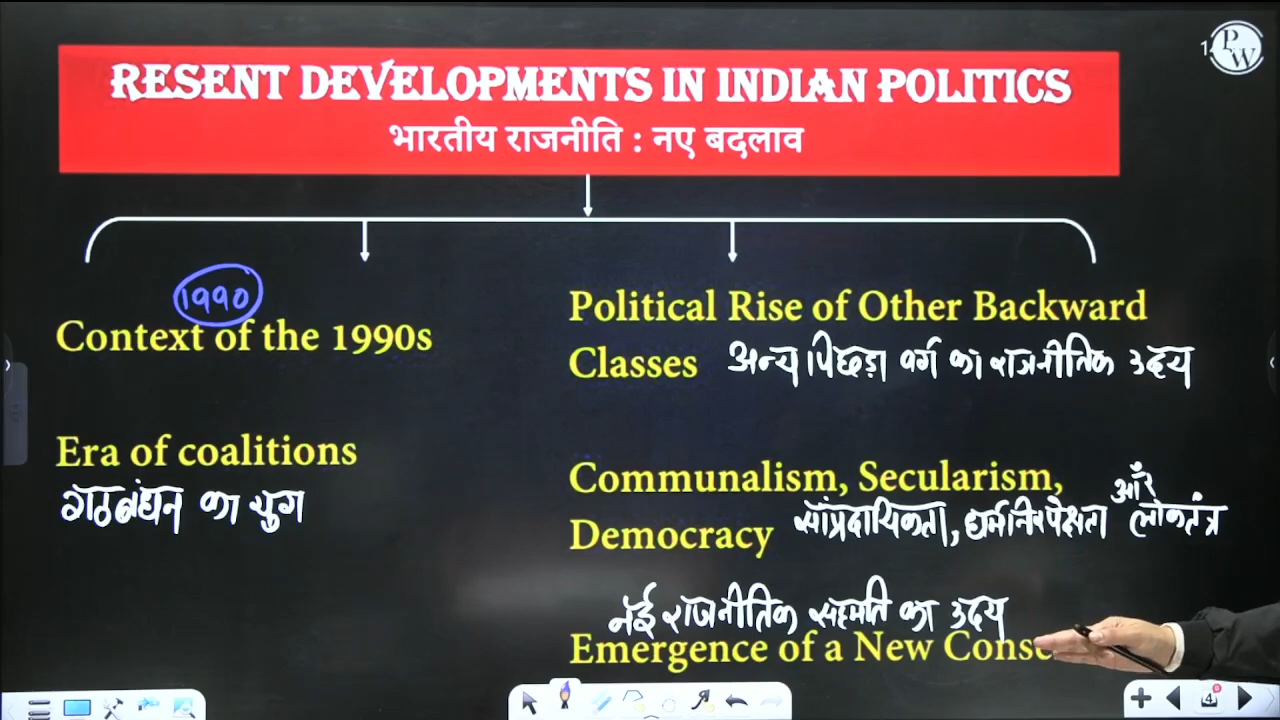 PW
RESENT DEVELOPMENTS IN INDIAN POLITICS
भारतीय राजनीति : नए बदलाव
१९९०
Context of the 1990s
Era of coalitions
गठबंधन का युग
Political Rise of Other Backward
Classes अन्य पिछड़ा वर्ग का राजनीतिक उदय
Communalism, Secularism,
Democracy सांप्रदायिकता, धर्मनिरपेक्षता और लोकतंत्र
नई राजनीतिक सहमति का उदय
Emergence of a New